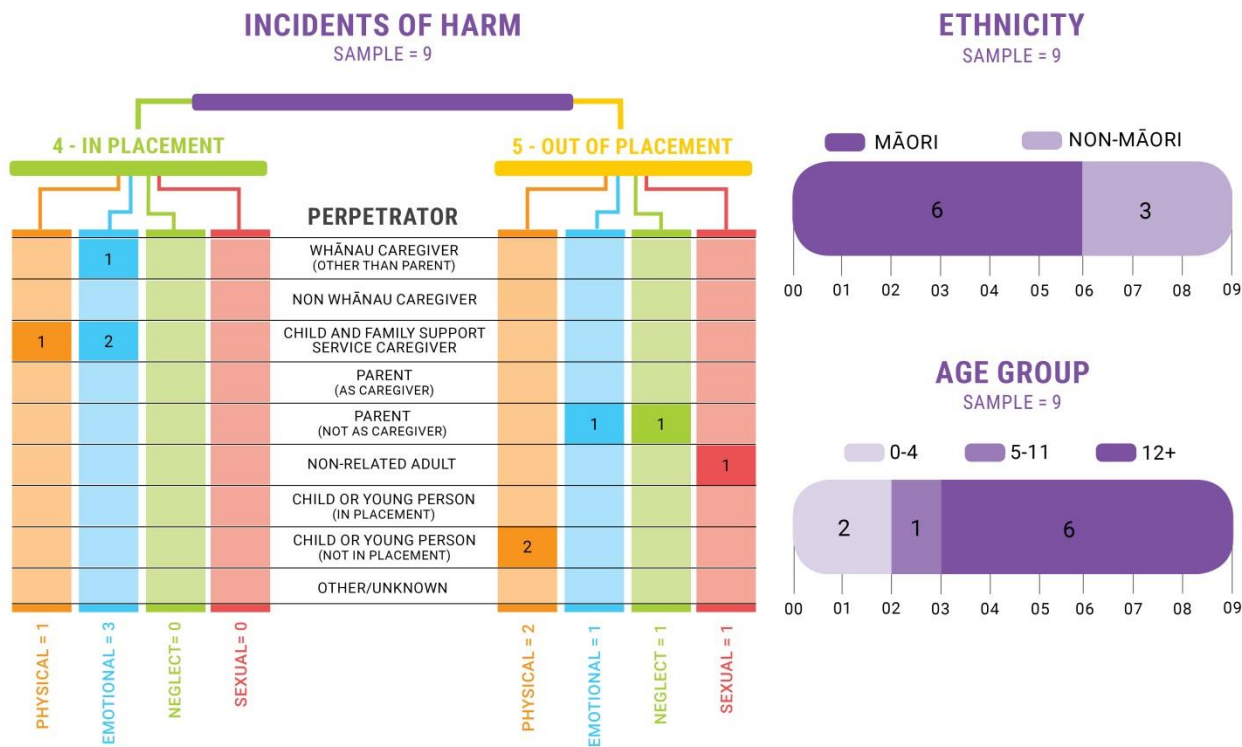 INCIDENTS OF HARM
SAMPLE = 9
4 - IN PLACEMENT
5 - OUT OF PLACEMENT
PERPETRATOR
1
WHĀNAU CAREGIVER
(OTHER THAN PARENT)
NON WHĀNAU CAREGIVER
1
2
CHILD AND FAMILY SUPPORT
SERVICE CAREGIVER
PARENT
(AS CAREGIVER)
PARENT
(NOT AS CAREGIVER)
1
1
NON-RELATED ADULT
1
CHILD OR YOUNG PERSON
(IN PLACEMENT)
CHILD OR YOUNG PERSON
(NOT IN PLACEMENT)
2
OTHER/UNKNOWN
PHYSICAL = 1
EMOTIONAL = 3
NEGLECT= 0
SEXUAL= 0
PHYSICAL = 2
EMOTIONAL = 1
NEGLECT = 1
SEXUAL = 1
ETHNICITY
SAMPLE = 9
MĀORI
NON-MĀORI
6
3
00 01 02 03 04 05 06 07 08 09
AGE GROUP
SAMPLE = 9
0-4
5-11
12+
2
1
6
00 01 02 03 04 05 06 07 08 09